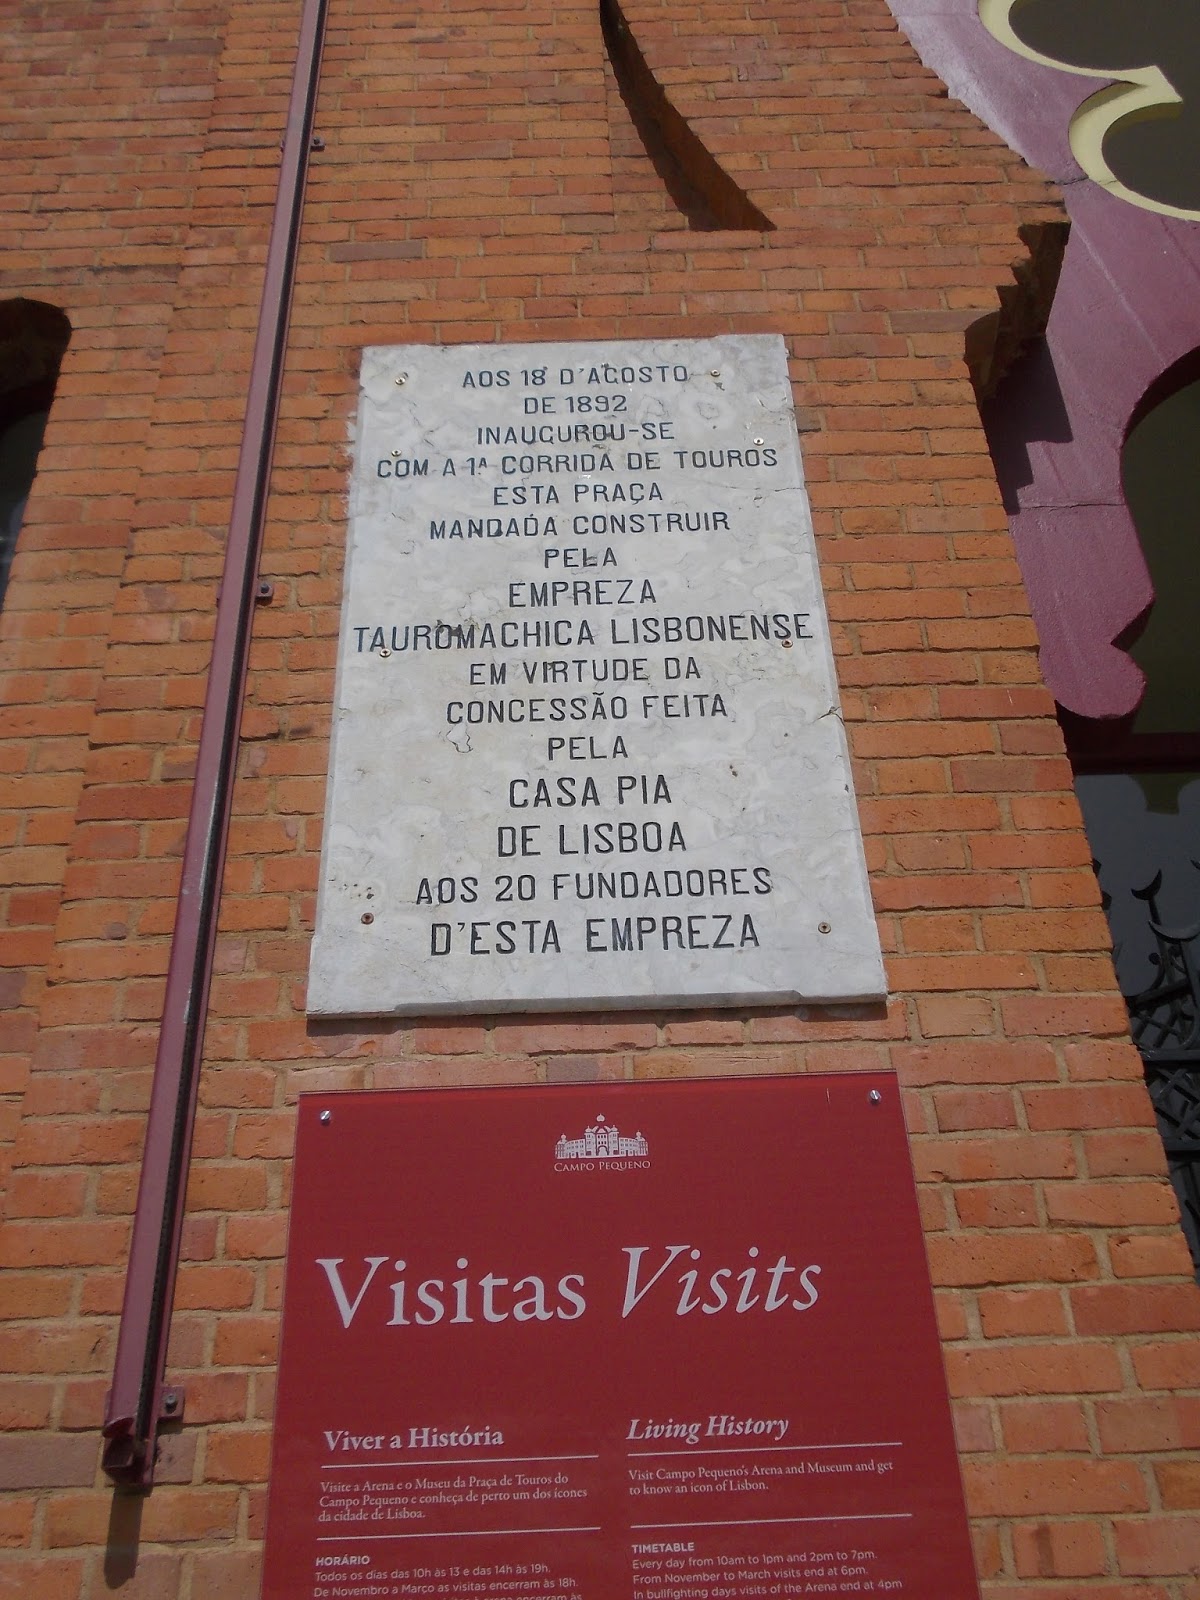 AOS 18 D'AGOSTO
DE 1892
INAUGUROU-SE
COM A 1ª CORRIDA DE TOUROS
ESTA PRAÇA
MANDADA CONSTRUIR
PELA
EMPREZA
TAUROMACHICA LISBONENSE
EM VIRTUDE DA
CONCESSÃO FEITA
PELA
CASA PIA
DE LISBOA
AOS 20 FUNDADORES
D'ESTA EMPREZA
CAMPO PEQUENO
Visitas Visits
Viver a História
Visite a Arena e o Museu da Praça de Touros do
Campo Pequeno e conheça de perto um dos ícones
da cidade de Lisboa.
HORÁRIO
Todos os dias das 10h às 13 e das 14h às 19h.
De Novembro a Março as visitas encerram às 18h.
Living History
Visit Campo Pequeno's Arena and Museum and get
to know an icon of Lisbon.
TIMETABLE
Every day from 10am to 1pm and 2pm to 7pm.
From November to March visits end at 6pm.
In bullfighting days visits of the Arena end at 4pm